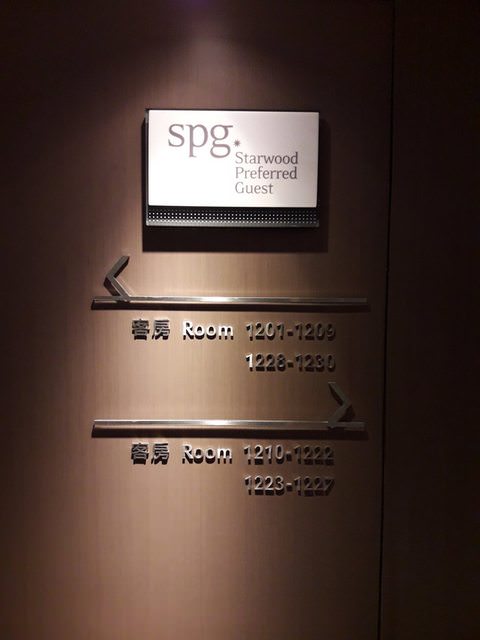 spg.*
Starwood
Preferred
Guest
客房 Room 1201-1209
1228-1230
客房 Room 1210-1222
1223-1227